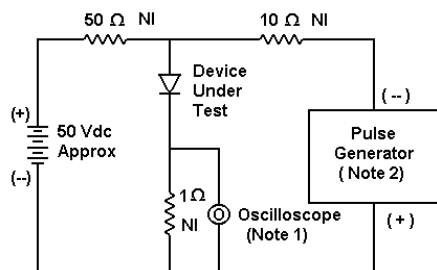 50 Ω NI
10 Ω NI
Device
Under
Test
(+)
50 Vdc
Approx
(--)
(--)
Pulse
Generator
( Note 2)
(+)
1Ω
NI
Oscilloscope
(Note 1)